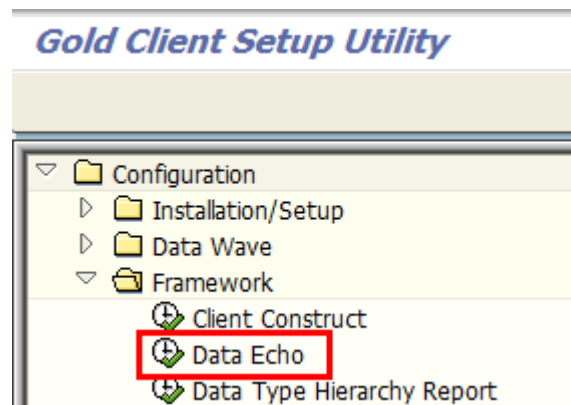 Gold Client Setup Utility
Configuration
Installation/Setup
Data Wave
Framework
Client Construct
Data Echo
Data Type Hierarchy Report